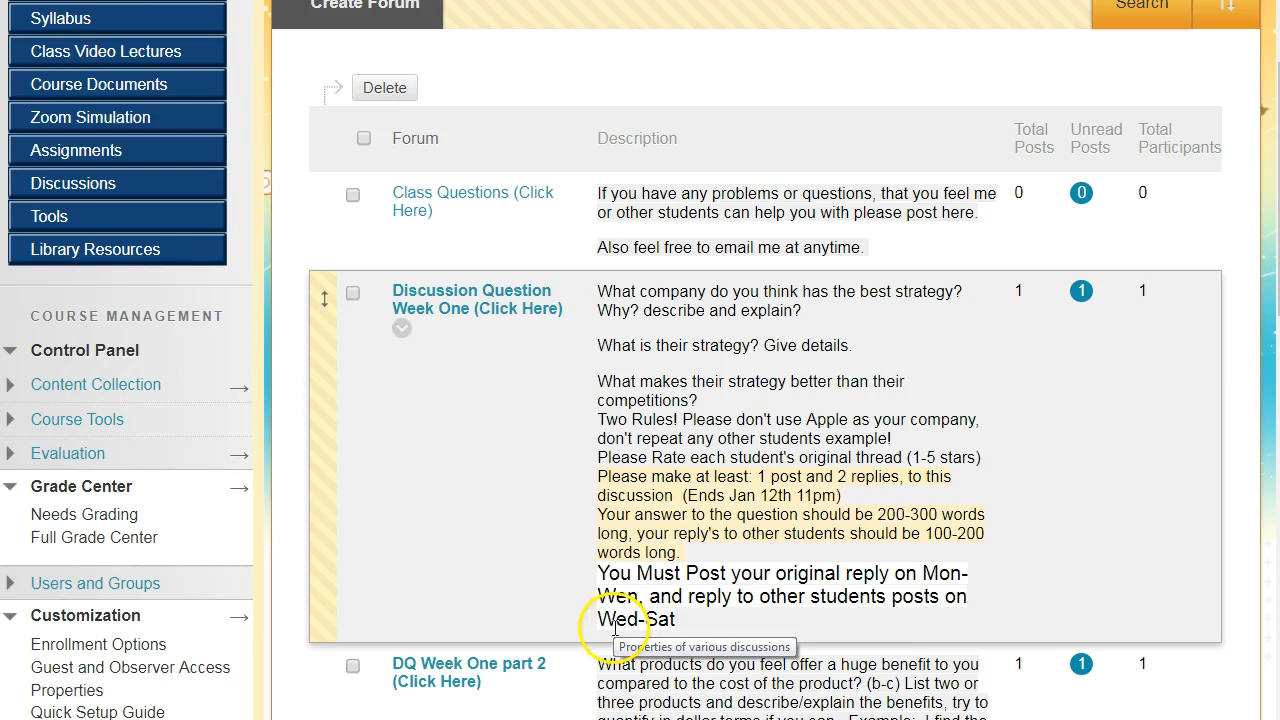 Syllabus
Class Video Lectures
Course Documents
Zoom Simulation
Assignments
Discussions
Tools
Library Resources
COURSE MANAGEMENT
Control Panel
Content Collection
Course Tools
Evaluation
Grade Center
Needs Grading
Full Grade Center
Users and Groups
Customization
Enrollment Options
Guest and Observer Access
Properties
Quick Setup Guide
Create Forum
Search
Delete
Forum
Description
Total
Posts
Unread
Posts
Total
Participants
Class Questions (Click
Here)
If you have any problems or questions, that you feel me
or other students can help you with please post here.
Also feel free to email me at anytime.
0
0
0
Discussion Question
Week One (Click Here)
What company do you think has the best strategy?
Why? describe and explain?
What is their strategy? Give details.
What makes their strategy better than their
competitions?
Two Rules! Please don't use Apple as your company,
don't repeat any other students example!
Please Rate each student's original thread (1-5 stars)
Please make at least: 1 post and 2 replies, to this
discussion (Ends Jan 12th 11pm)
Your answer to the question should be 200-300 words
long, your reply's to other students should be 100-200
words long.
You Must Post your original reply on Mon-
Wen, and reply to other students posts on
Wed-Sat
1
1
1
Properties of various discussions
DQ Week One part 2
(Click Here)
What products do you feel offer a huge benefit to you
compared to the cost of the product? (b-c) List two or
three products and describe/explain the benefits, try to
quantify in dollar terms if you can. Example: I find the
1
1
1